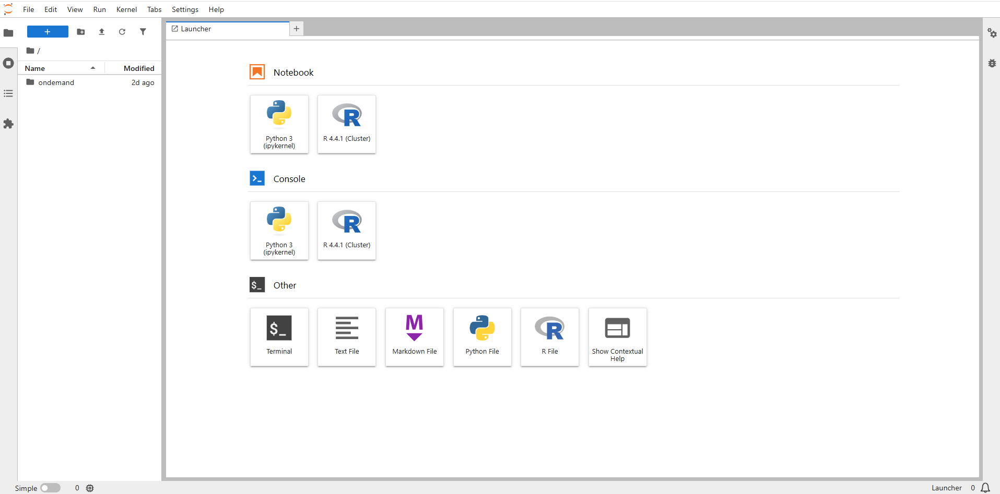 File Edit View Run Kernel Tabs Settings Help
+
Launcher
+
/
Name Modified
ondemand 2d ago
Notebook
Python 3
(ipykernel)
R 4.4.1 (Cluster)
Console
Python 3
(ipykernel)
R 4.4.1 (Cluster)
$_ Other
$_
Terminal
Text File
M
Markdown File
Python File
R
R File
Show Contextual
Help
Simple 0
Launcher 0